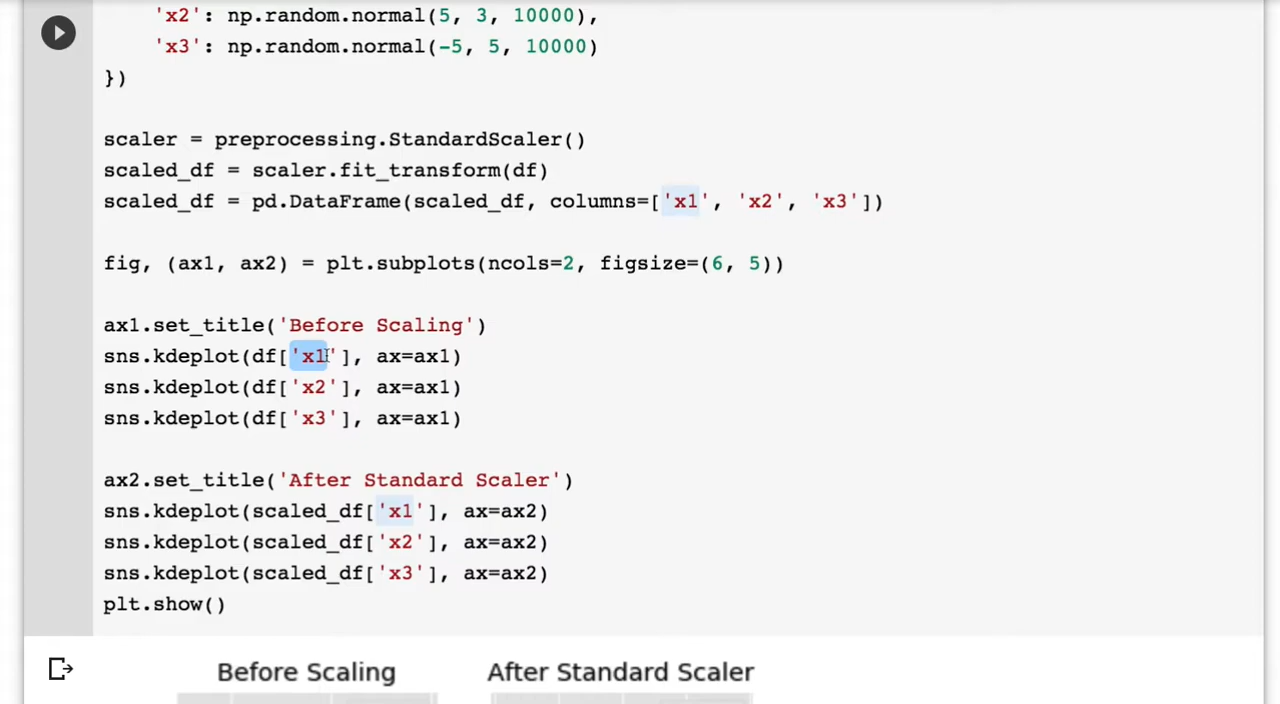 'x2': np.random.normal(5, 3, 10000),
'x3': np.random.normal(-5, 5, 10000)
})
scaler = preprocessing.StandardScaler()
scaled_df = scaler.fit_transform(df)
scaled_df = pd.DataFrame(scaled_df, columns=['x1', 'x2', 'x3'])
fig, (ax1, ax2) = plt.subplots(ncols=2, figsize=(6, 5))
ax1.set_title('Before Scaling')
sns.kdeplot(df['x1'], ax=ax1)
sns.kdeplot(df['x2'], ax=ax1)
sns.kdeplot(df['x3'], ax=ax1)
ax2.set_title('After Standard Scaler')
sns.kdeplot(scaled_df['x1'], ax=ax2)
sns.kdeplot(scaled_df['x2'], ax=ax2)
sns.kdeplot(scaled_df['x3'], ax=ax2)
plt.show()
Before Scaling After Standard Scaler